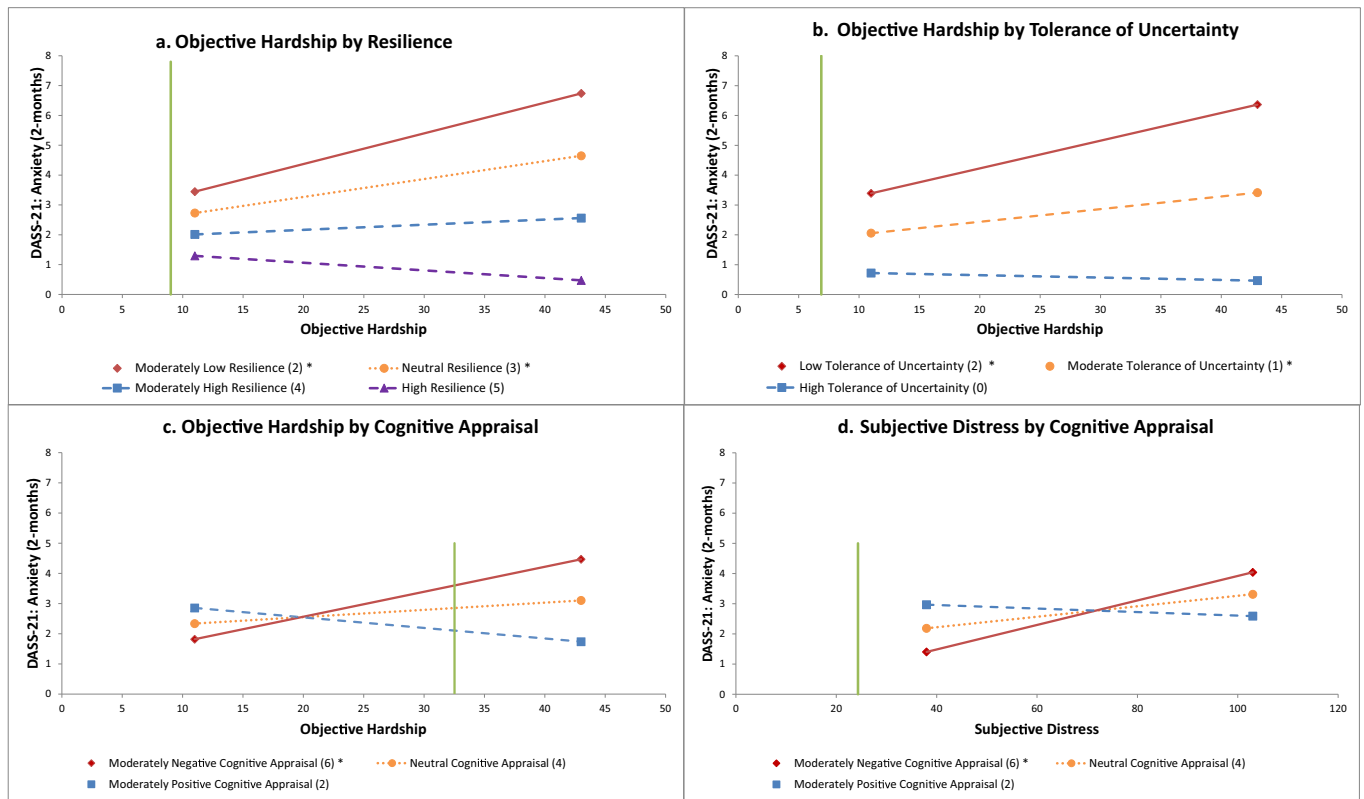 a. Objective Hardship by Resilience
DASS-21: Anxiety (2-months)
8
7
6
5
4
3
2
1
0
0 5 10 15 20 25 30 35 40 45 50
Objective Hardship
Moderately Low Resilience (2) * Neutral Resilience (3) *
Moderately High Resilience (4) High Resilience (5)
b. Objective Hardship by Tolerance of Uncertainty
DASS-21: Anxiety (2-months)
8
7
6
5
4
3
2
1
0
0 5 10 15 20 25 30 35 40 45 50
Objective Hardship
Low Tolerance of Uncertainty (2) * Moderate Tolerance of Uncertainty (1) *
High Tolerance of Uncertainty (0)
c. Objective Hardship by Cognitive Appraisal
DASS-21: Anxiety (2-months)
8
7
6
5
4
3
2
1
0
0 5 10 15 20 25 30 35 40 45 50
Objective Hardship
Moderately Negative Cognitive Appraisal (6) * Neutral Cognitive Appraisal (4)
Moderately Positive Cognitive Appraisal (2)
d. Subjective Distress by Cognitive Appraisal
DASS-21: Anxiety (2-months)
8
7
6
5
4
3
2
1
0
0 20 40 60 80 100 120
Subjective Distress
Moderately Negative Cognitive Appraisal (6) * Neutral Cognitive Appraisal (4)
Moderately Positive Cognitive Appraisal (2)